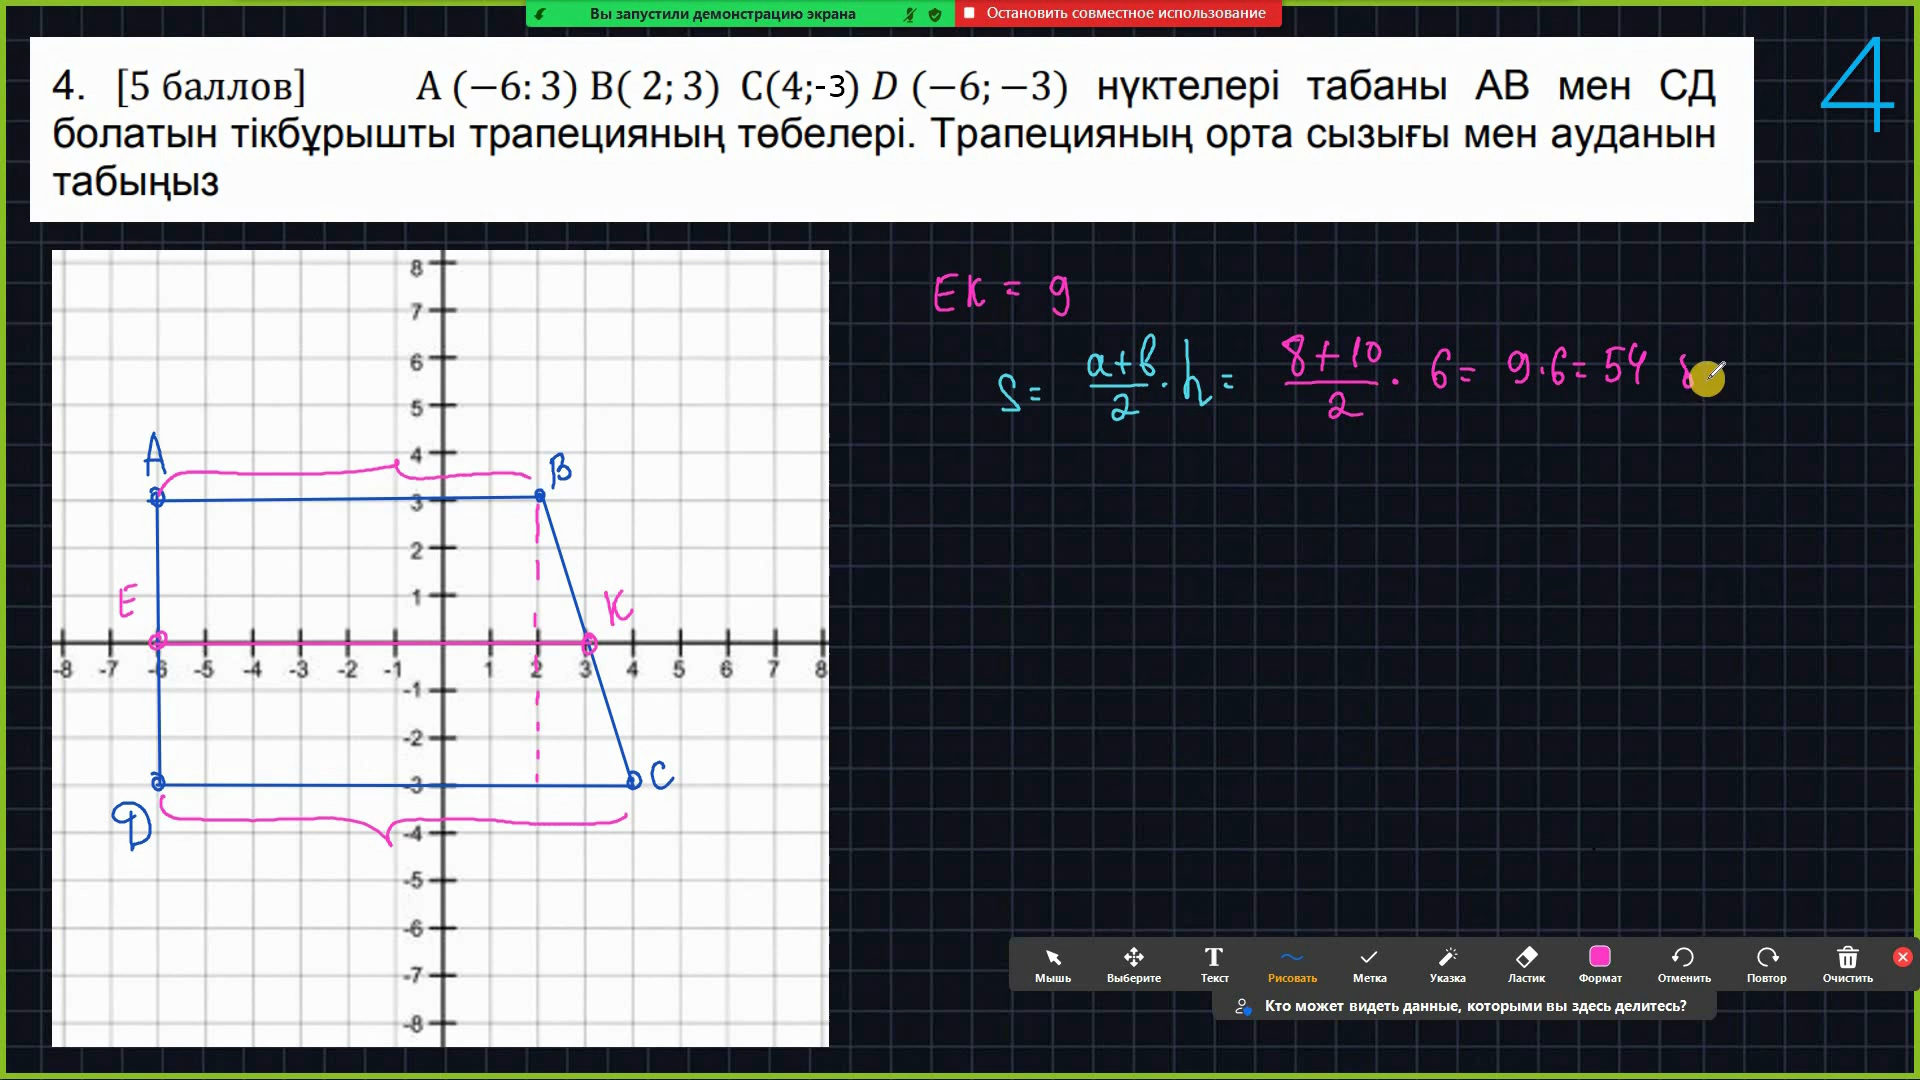 Вы запустили демонстрацию экрана
Остановить совместное использование
4. [5 баллов] A (−6: 3) B( 2; 3) C(4;-3) D (−6; −3) нүктелері табаны АВ мен СД
болатын тікбұрышты трапецияның төбелері. Трапецияның орта сызығы мен ауданын
табыңыз
4
EK = 9
S = a+b/2 · h = 8+10/2 · 6 = 9·6 = 54
8
7
6
5
4
3
2
1
-8 -7 -6 -5 -4 -3 -2 -1 1 2 3 4 5 6 7 8
-1
-2
-3
-4
-5
-6
-7
-8
A
B
E
K
C
D
Мышь Выберите Текст Рисовать Метка Указка Ластик Формат Отменить Повтор Очистить
Кто может видеть данные, которыми вы здесь делитесь?